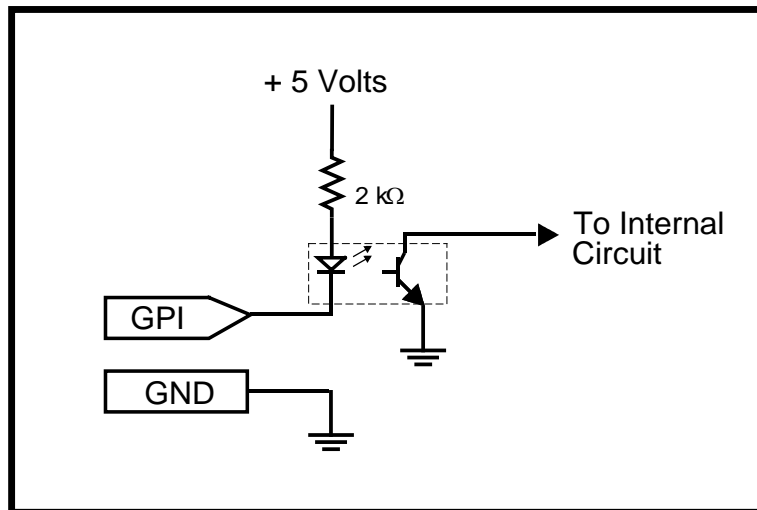 + 5 Volts
2 kΩ
To Internal
Circuit
GPI
GND